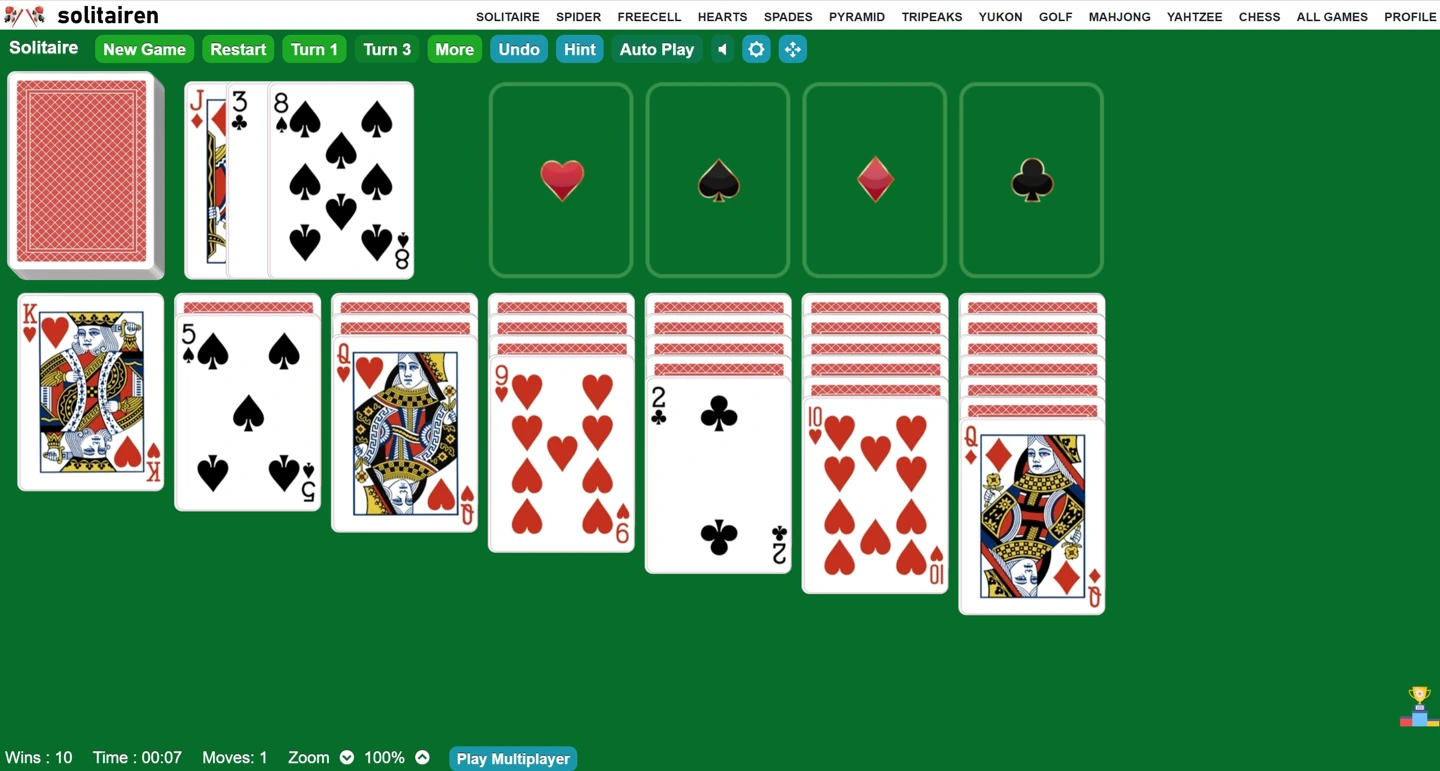 solitairen
SOLITAIRE SPIDER FREECELL HEARTS SPADES PYRAMID TRIPEAKS YUKON GOLF MAHJONG YAHTZEE CHESS ALL GAMES PROFILE
Solitaire New Game Restart Turn 1 Turn 3 More Undo Hint Auto Play
J 3 8
8
K 5 Q 9 2 10 Q
K 5 Q 9 2 10 Q
Wins : 10 Time : 00:07 Moves: 1 Zoom 100% Play Multiplayer